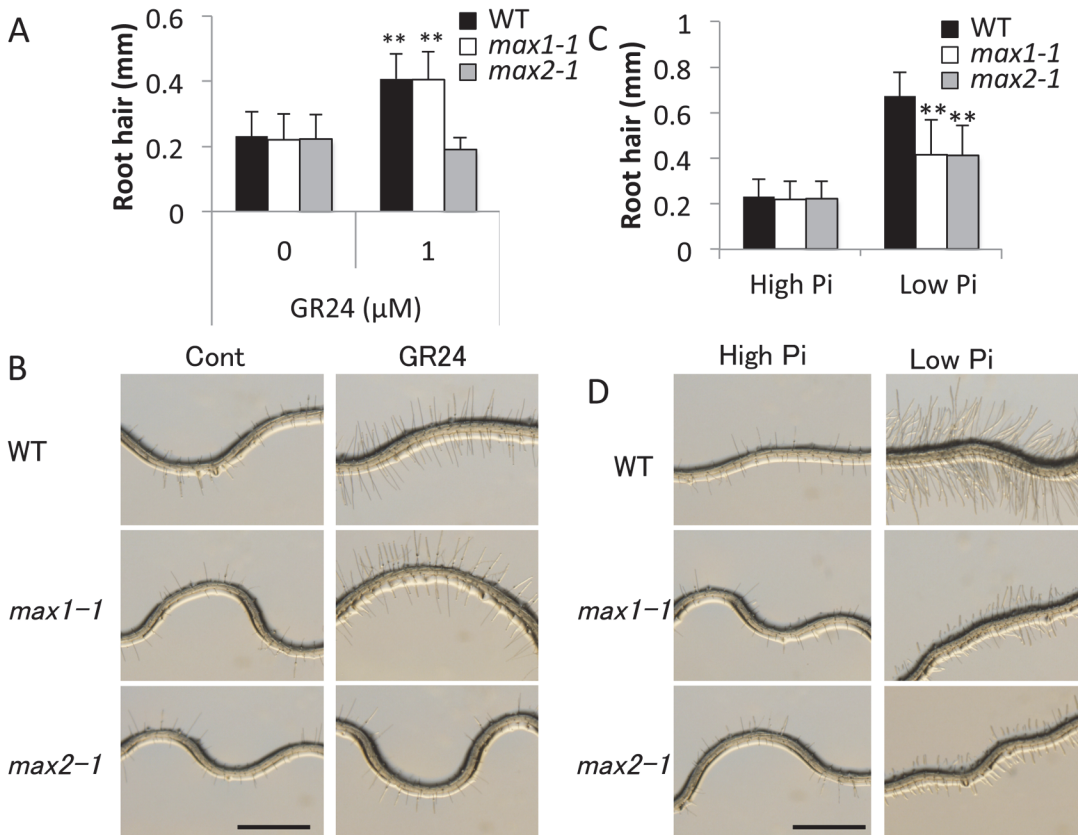 A
0.6
0.4
0.2
0
Root hair (mm)
** **
WT
max1-1
max2-1
0
1
GR24 (μM)
C
1
0.8
0.6
0.4
0.2
0
Root hair (mm)
** **
WT
max1-1
max2-1
High Pi
Low Pi
B
Cont
GR24
WT
max1-1
max2-1
D
High Pi
Low Pi
WT
max1-1
max2-1